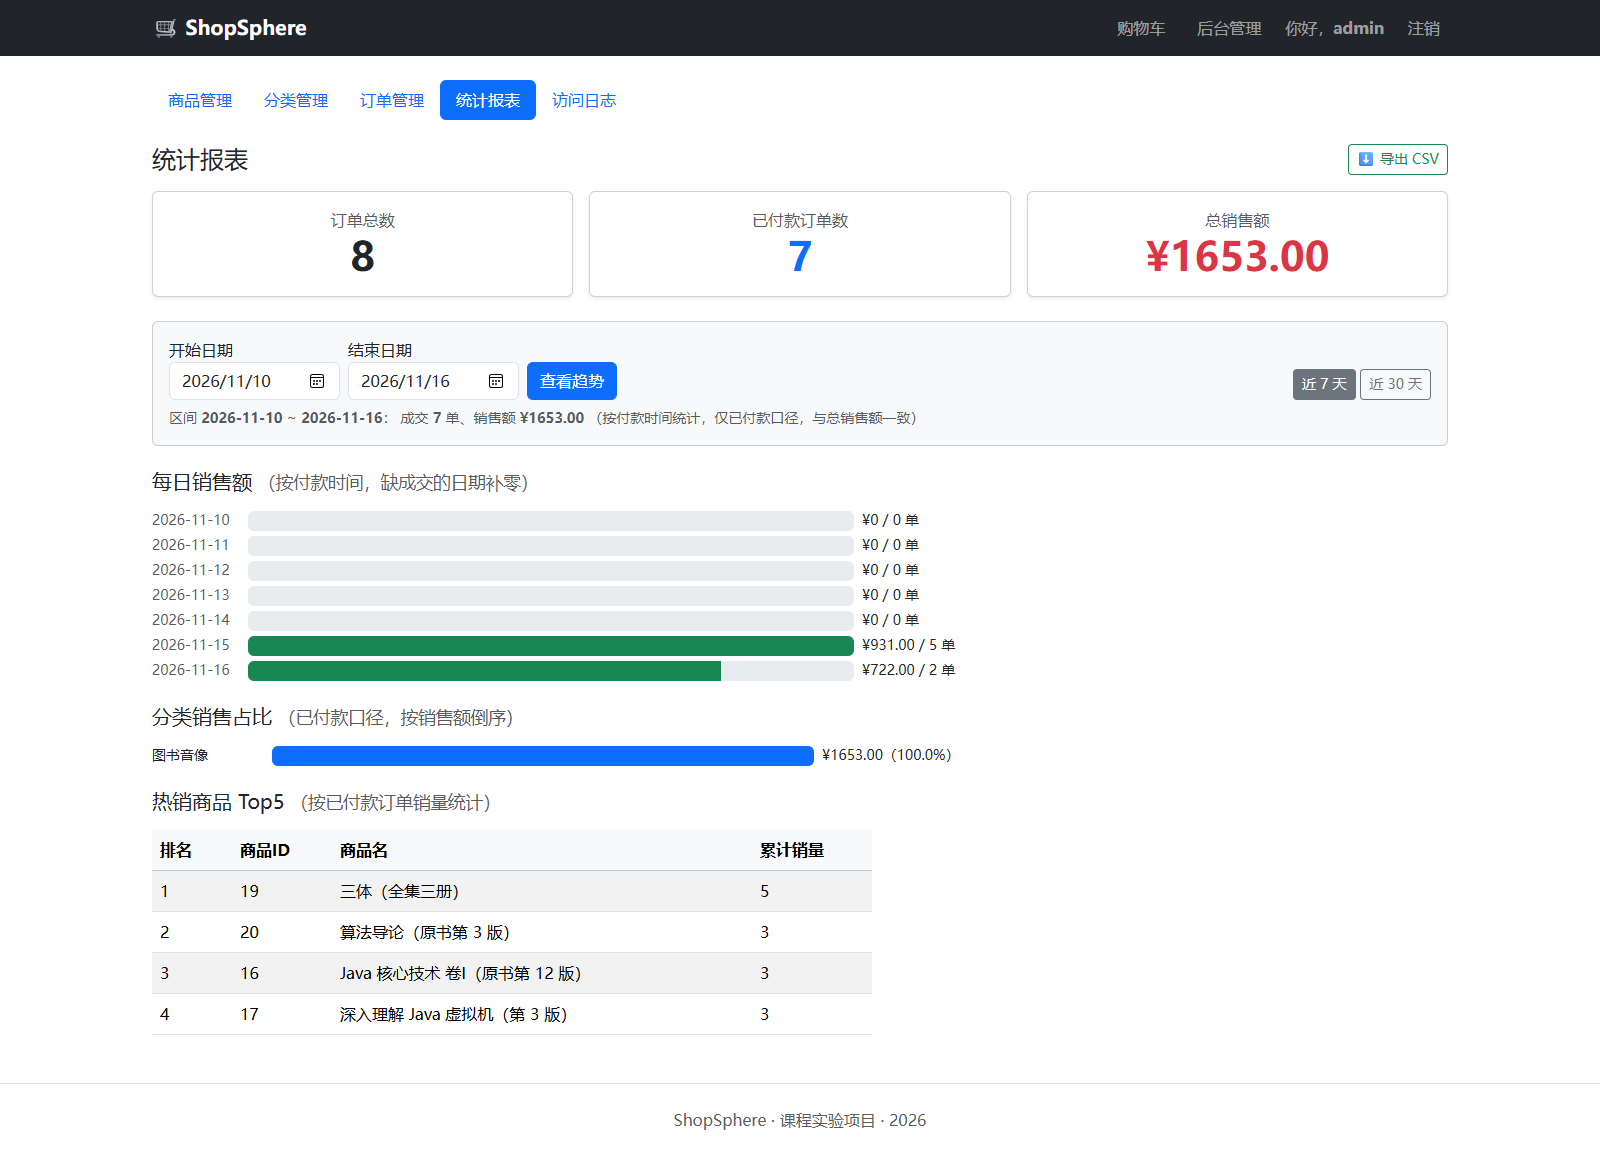 ShopSphere 购物车 后台管理 你好，admin 注销
商品管理 分类管理 订单管理 统计报表 访问日志
统计报表 导出 CSV
订单总数 已付款订单数 总销售额
8 7 ¥1653.00
开始日期 结束日期
2026/11/10 2026/11/16 查看趋势 近 7 天 近 30 天
区间 2026-11-10 ~ 2026-11-16： 成交 7 单、销售额 ¥1653.00 （按付款时间统计，仅已付款口径，与总销售额一致）
每日销售额 （按付款时间，缺成交的日期补零）
2026-11-10 ¥0 / 0 单
2026-11-11 ¥0 / 0 单
2026-11-12 ¥0 / 0 单
2026-11-13 ¥0 / 0 单
2026-11-14 ¥0 / 0 单
2026-11-15 ¥931.00 / 5 单
2026-11-16 ¥722.00 / 2 单
分类销售占比 （已付款口径，按销售额倒序）
图书音像 ¥1653.00（100.0%）
热销商品 Top5 （按已付款订单销量统计）
排名 商品ID 商品名 累计销量
1 19 三体（全集三册） 5
2 20 算法导论（原书第 3 版） 3
3 16 Java 核心技术 卷I（原书第 12 版） 3
4 17 深入理解 Java 虚拟机（第 3 版） 3
ShopSphere · 课程实验项目 · 2026